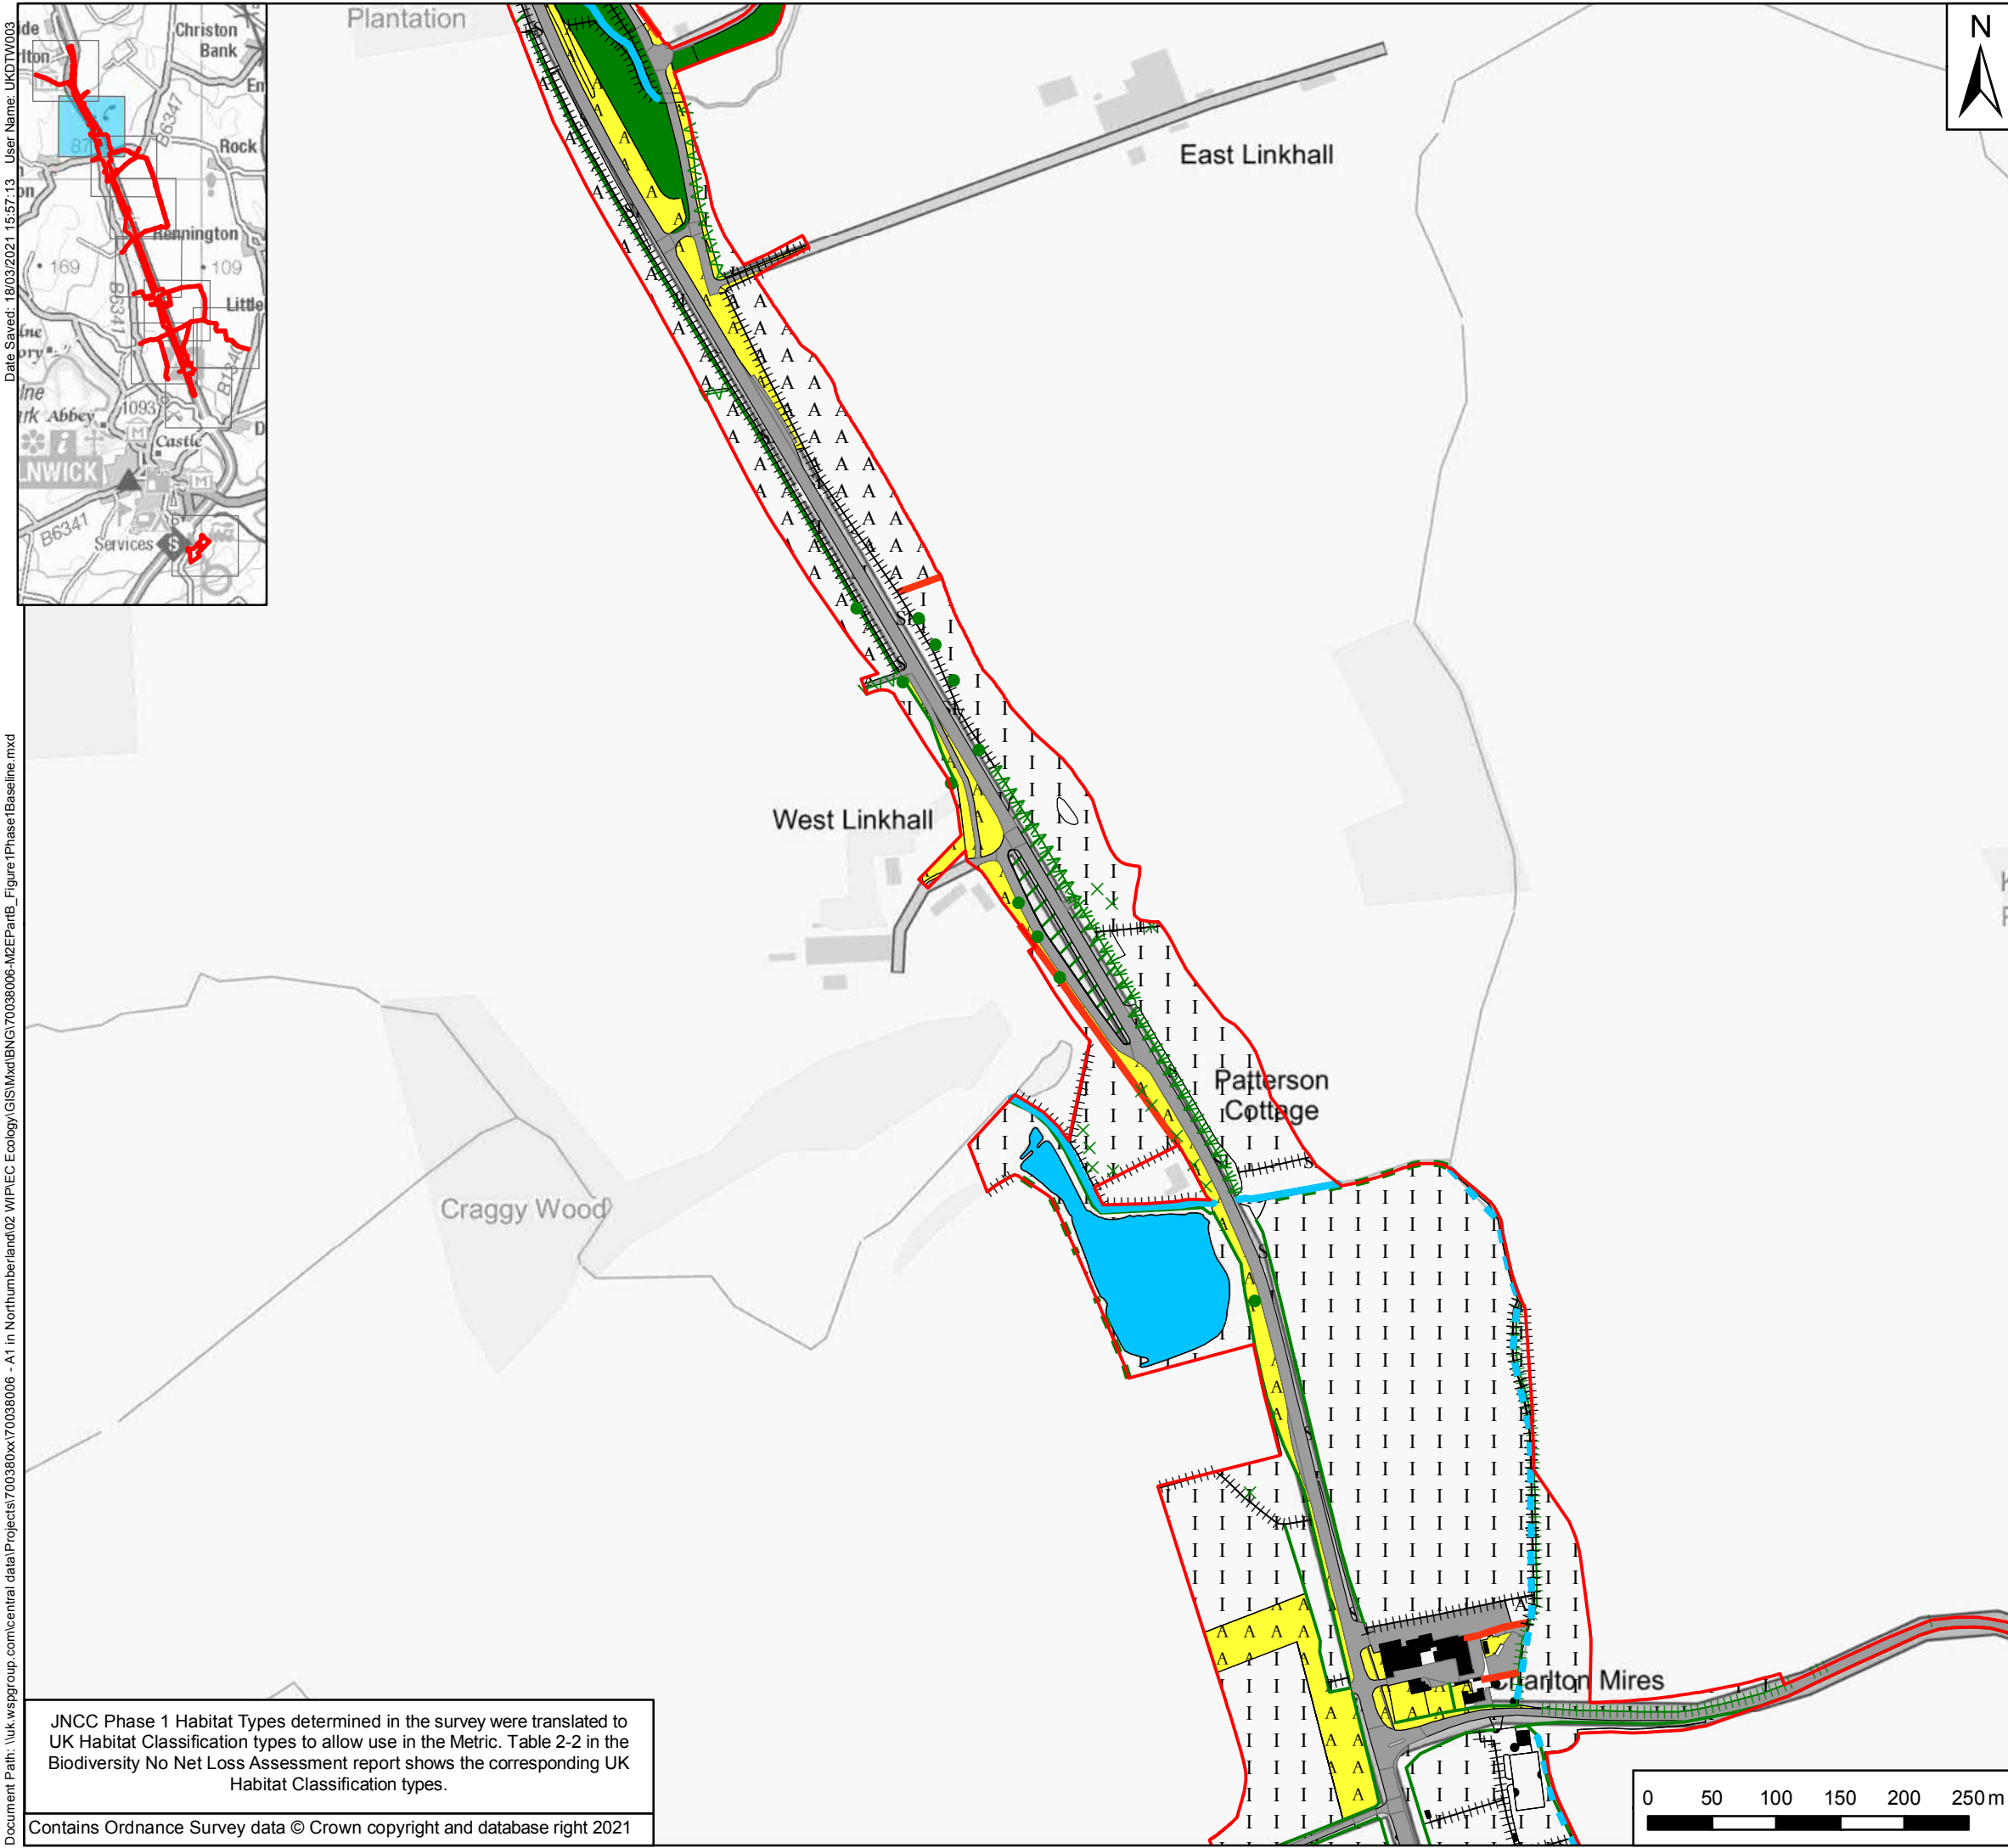 Date Saved: 18/03/2021 15:57:13 User Name: UKDTW003
Document Path: \\uk.wspgroup.com\central data\Projects\700380xx\70038006 - A1 in Northumberland\02 WIP\EC Ecology\GIS\Mxd\BNG\70038006-M2EPartB_Figure1Phase1Baseline.mxd
Christon
Bank
B6347
Rock
Rennington
169
109
B6341
Little
B1340
Abbey
1093
Castle
LNWICK
B6341
Services
Plantation
N
East Linkhall
West Linkhall
Patterson
Cottage
Craggy Wood
Charlton Mires
JNCC Phase 1 Habitat Types determined in the survey were translated to
UK Habitat Classification types to allow use in the Metric. Table 2-2 in the
Biodiversity No Net Loss Assessment report shows the corresponding UK
Habitat Classification types.
Contains Ordnance Survey data © Crown copyright and database right 2021
0 50 100 150 200 250 m